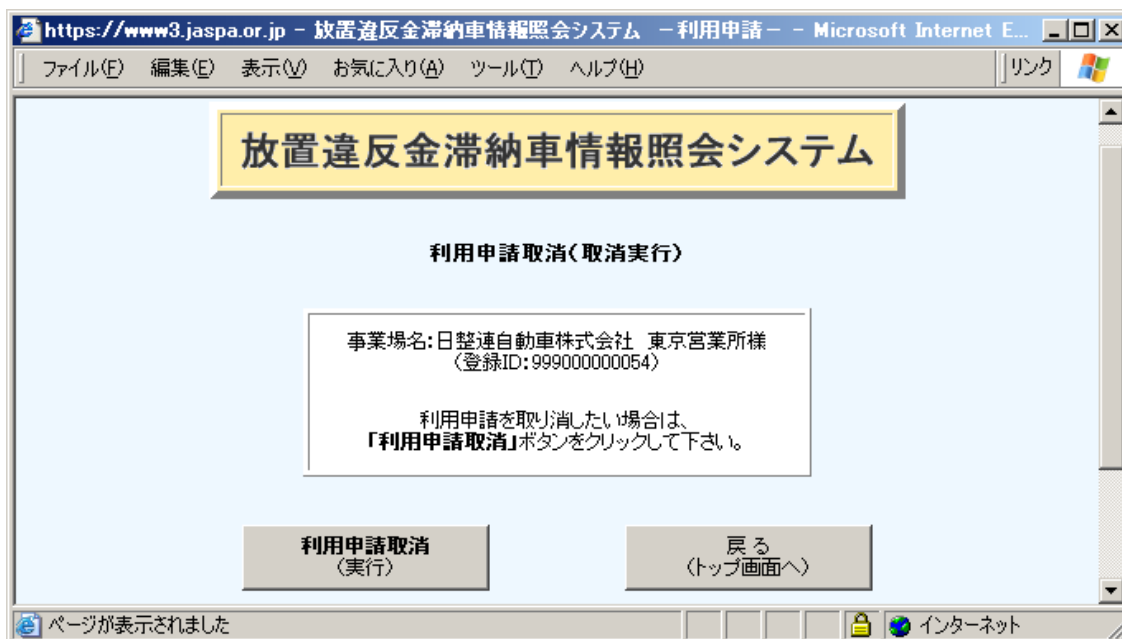 https://www3.jaspa.or.jp - 放置違反金滞納車情報照会システム －利用申請－ - Microsoft Internet E...
ファイル(F) 編集(E) 表示(V) お気に入り(A) ツール(T) ヘルプ(H) リンク
放置違反金滞納車情報照会システム
利用申請取消(取消実行)
事業場名:日整連自動車株式会社　東京営業所様
(登録ID:999000000054)
利用申請を取り消したい場合は、
「利用申請取消」ボタンをクリックして下さい。
利用申請取消
(実行)
戻る
(トップ画面へ)
ページが表示されました インターネット